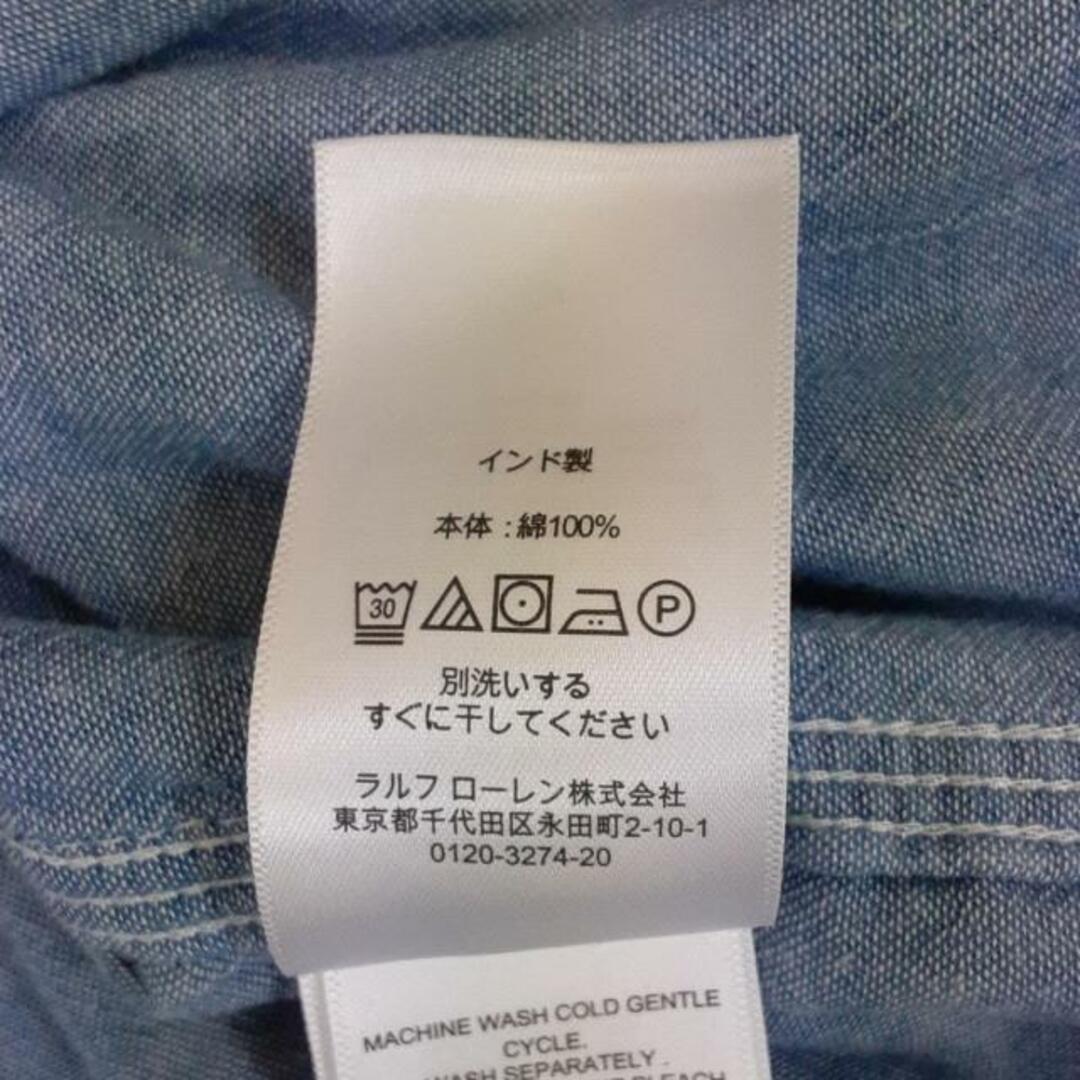 インド製
本体 : 綿100%
30 P
別洗いする
すぐに干してください
ラルフ ローレン株式会社
東京都千代田区永田町2-10-1
0120-3274-20
MACHINE WASH COLD GENTLE
CYCLE.
WASH SEPARATELY .
BLEACH